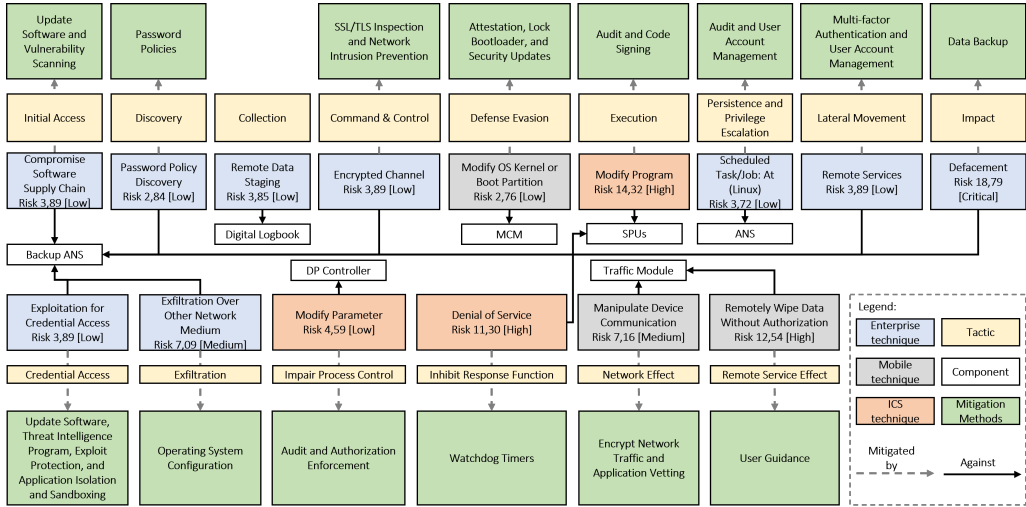 Update
Software and
Vulnerability
Scanning
Password
Policies
SSL/TLS Inspection
and Network
Intrusion Prevention
Attestation, Lock
Bootloader, and
Security Updates
Audit and Code
Signing
Audit and User
Account
Management
Multi-factor
Authentication and
User Account
Management
Data Backup
Initial Access
Discovery
Collection
Command & Control
Defense Evasion
Execution
Persistence and
Privilege
Escalation
Lateral Movement
Impact
Compromise
Software
Supply Chain
Risk 3,89 [Low]
Password Policy
Discovery
Risk 2,84 [Low]
Remote Data
Staging
Risk 3,85 [Low]
Encrypted Channel
Risk 3,89 [Low]
Modify OS Kernel or
Boot Partition
Risk 2,76 [Low]
Modify Program
Risk 14,32 [High]
Scheduled
Task/Job: At
(Linux)
Risk 3,72 [Low]
Remote Services
Risk 3,89 [Low]
Defacement
Risk 18,79
[Critical]
Digital Logbook
MCM
SPUs
ANS
Backup ANS
DP Controller
Traffic Module
Exploitation for
Credential Access
Risk 3,89 [Low]
Exfiltration Over
Other Network
Medium
Risk 7,09 [Medium]
Modify Parameter
Risk 4,59 [Low]
Denial of Service
Risk 11,30 [High]
Manipulate Device
Communication
Risk 7,16 [Medium]
Remotely Wipe Data
Without Authorization
Risk 12,54 [High]
Credential Access
Exfiltration
Impair Process Control
Inhibit Response Function
Network Effect
Remote Service Effect
Update Software,
Threat Intelligence
Program, Exploit
Protection, and
Application Isolation
and Sandboxing
Operating System
Configuration
Audit and Authorization
Enforcement
Watchdog Timers
Encrypt Network
Traffic and
Application Vetting
User Guidance
Legend:
Enterprise
technique
Tactic
Mobile
technique
Component
ICS
technique
Mitigation
Methods
Mitigated
by
Against